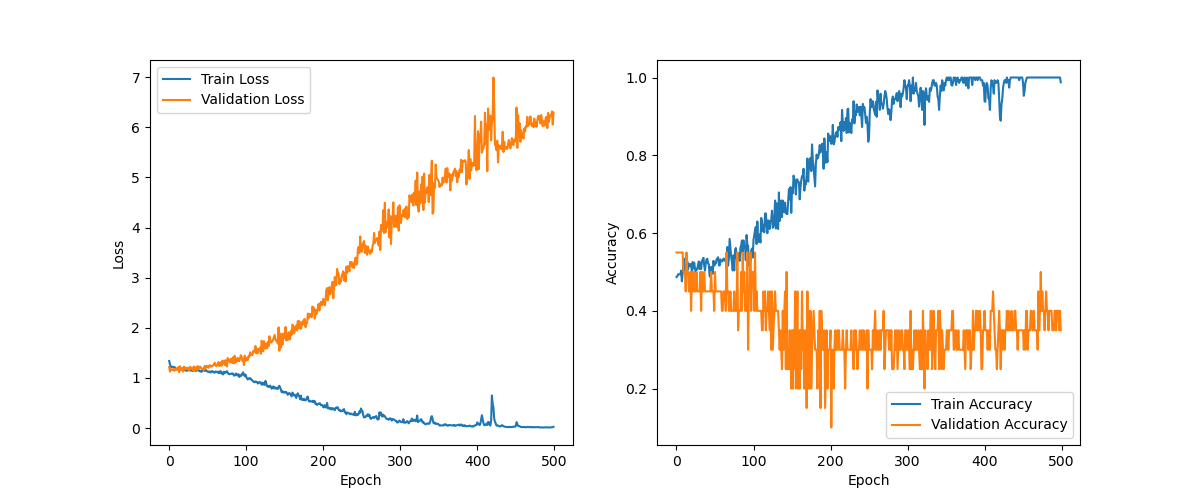 Train Loss
Validation Loss
7
6
5
4
3
2
1
0
0 100 200 300 400 500
Epoch
Loss
1.0
0.8
0.6
0.4
0.2
Train Accuracy
Validation Accuracy
0 100 200 300 400 500
Epoch
Accuracy